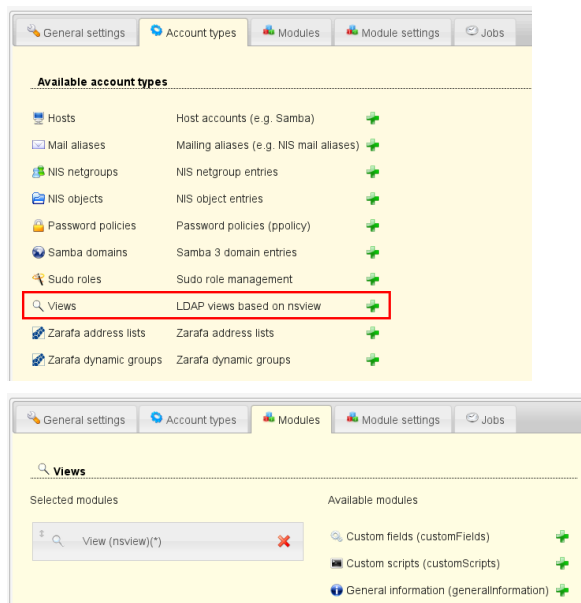 General settings Account types Modules Module settings Jobs
Available account types
Hosts Host accounts (e.g. Samba)
Mail aliases Mailing aliases (e.g. NIS mail aliases)
NIS netgroups NIS netgroup entries
NIS objects NIS object entries
Password policies Password policies (ppolicy)
Samba domains Samba 3 domain entries
Sudo roles Sudo role management
Views LDAP views based on nsview
Zarafa address lists Zarafa address lists
Zarafa dynamic groups Zarafa dynamic groups
General settings Account types Modules Module settings Jobs
Views
Selected modules Available modules
View (nsview)(*) Custom fields (customFields)
Custom scripts (customScripts)
General information (generalInformation)